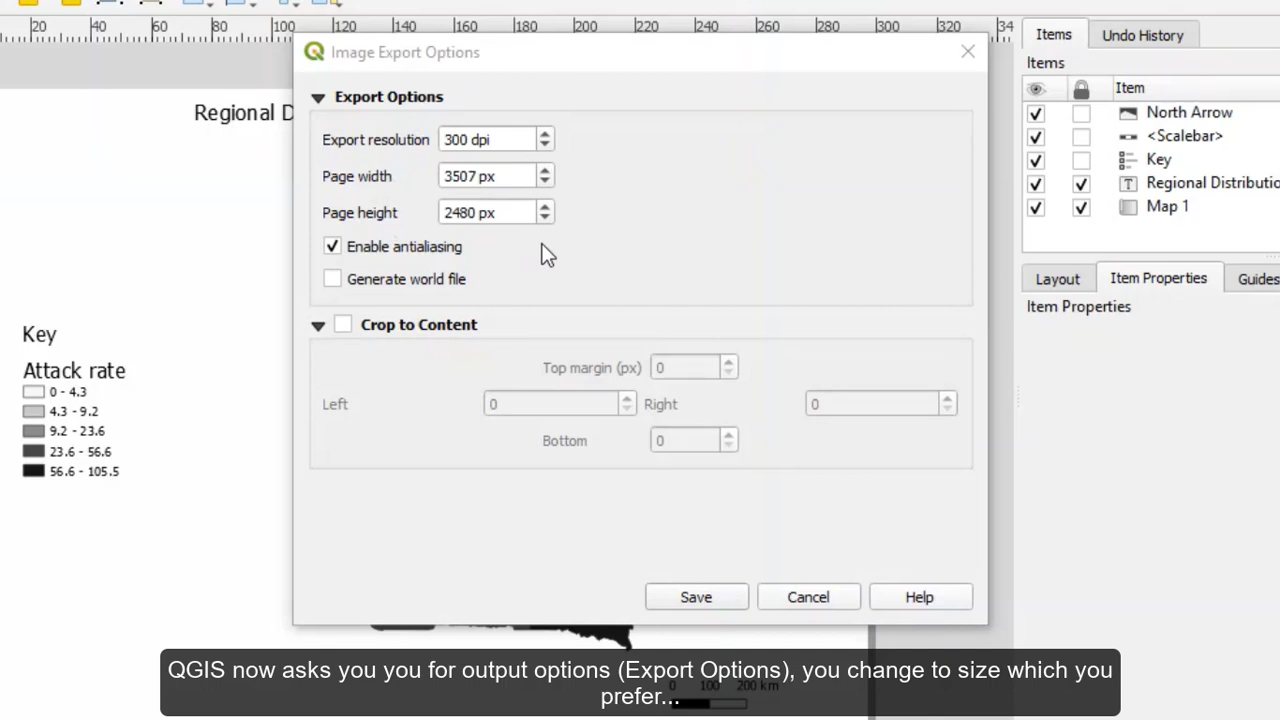 20 40 60 80 100 120 140 160 180 200 220 240 260 280 300 320 34
Image Export Options
Items Undo History
Items
Export Options
Item
Regional D
North Arrow
Export resolution 300 dpi
<Scalebar>
Key
Page width 3507 px
Regional Distributio
Page height 2480 px
Map 1
Enable antialiasing
Generate world file
Layout Item Properties Guides
Item Properties
Crop to Content
Key
Top margin (px) 0
Attack rate
0 - 4.3
Left 0 Right 0
4.3 - 9.2
9.2 - 23.6
Bottom 0
23.6 - 56.6
56.6 - 105.5
Save Cancel Help
QGIS now asks you you for output options (Export Options), you change to size which you
prefer...
0 100 200 km